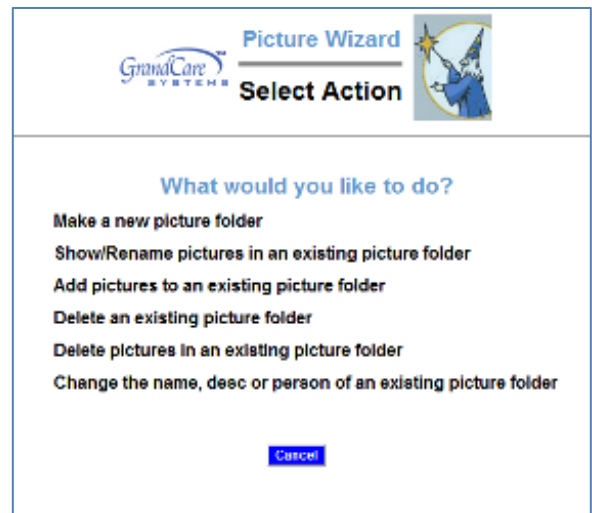 Picture Wizard
GrandCare™
SYSTEMS
Select Action
What would you like to do?
Make a new picture folder
Show/Rename pictures in an existing picture folder
Add pictures to an existing picture folder
Delete an existing picture folder
Delete pictures in an existing picture folder
Change the name, desc or person of an existing picture folder
Cancel